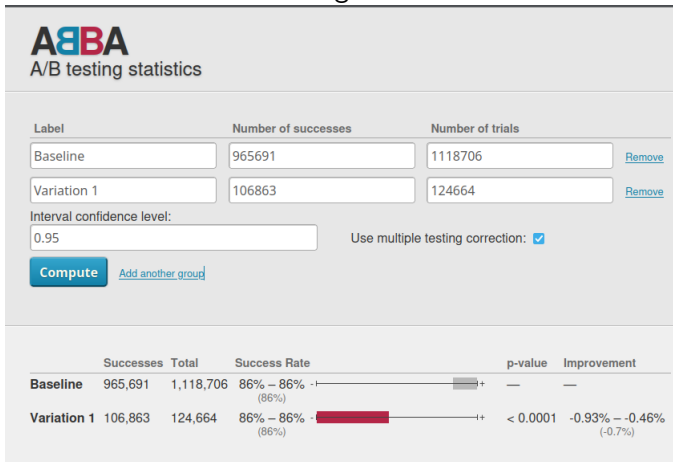 ABBA
A/B testing statistics
Label Number of successes Number of trials
Baseline 965691 1118706 Remove
Variation 1 106863 124664 Remove
Interval confidence level:
0.95 Use multiple testing correction:
Compute Add another group
Successes Total Success Rate p-value Improvement
Baseline 965,691 1,118,706 86% – 86% - + — —
(86%)
Variation 1 106,863 124,664 86% – 86% - + < 0.0001 -0.93% – -0.46%
(86%) (-0.7%)